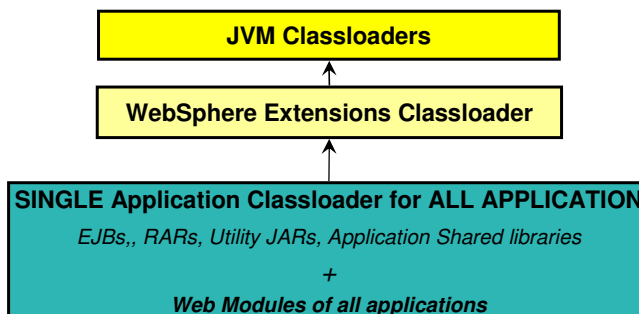 JVM Classloaders
WebSphere Extensions Classloader
SINGLE Application Classloader for ALL APPLICATION
EJBs,, RARs, Utility JARs, Application Shared libraries
+
Web Modules of all applications